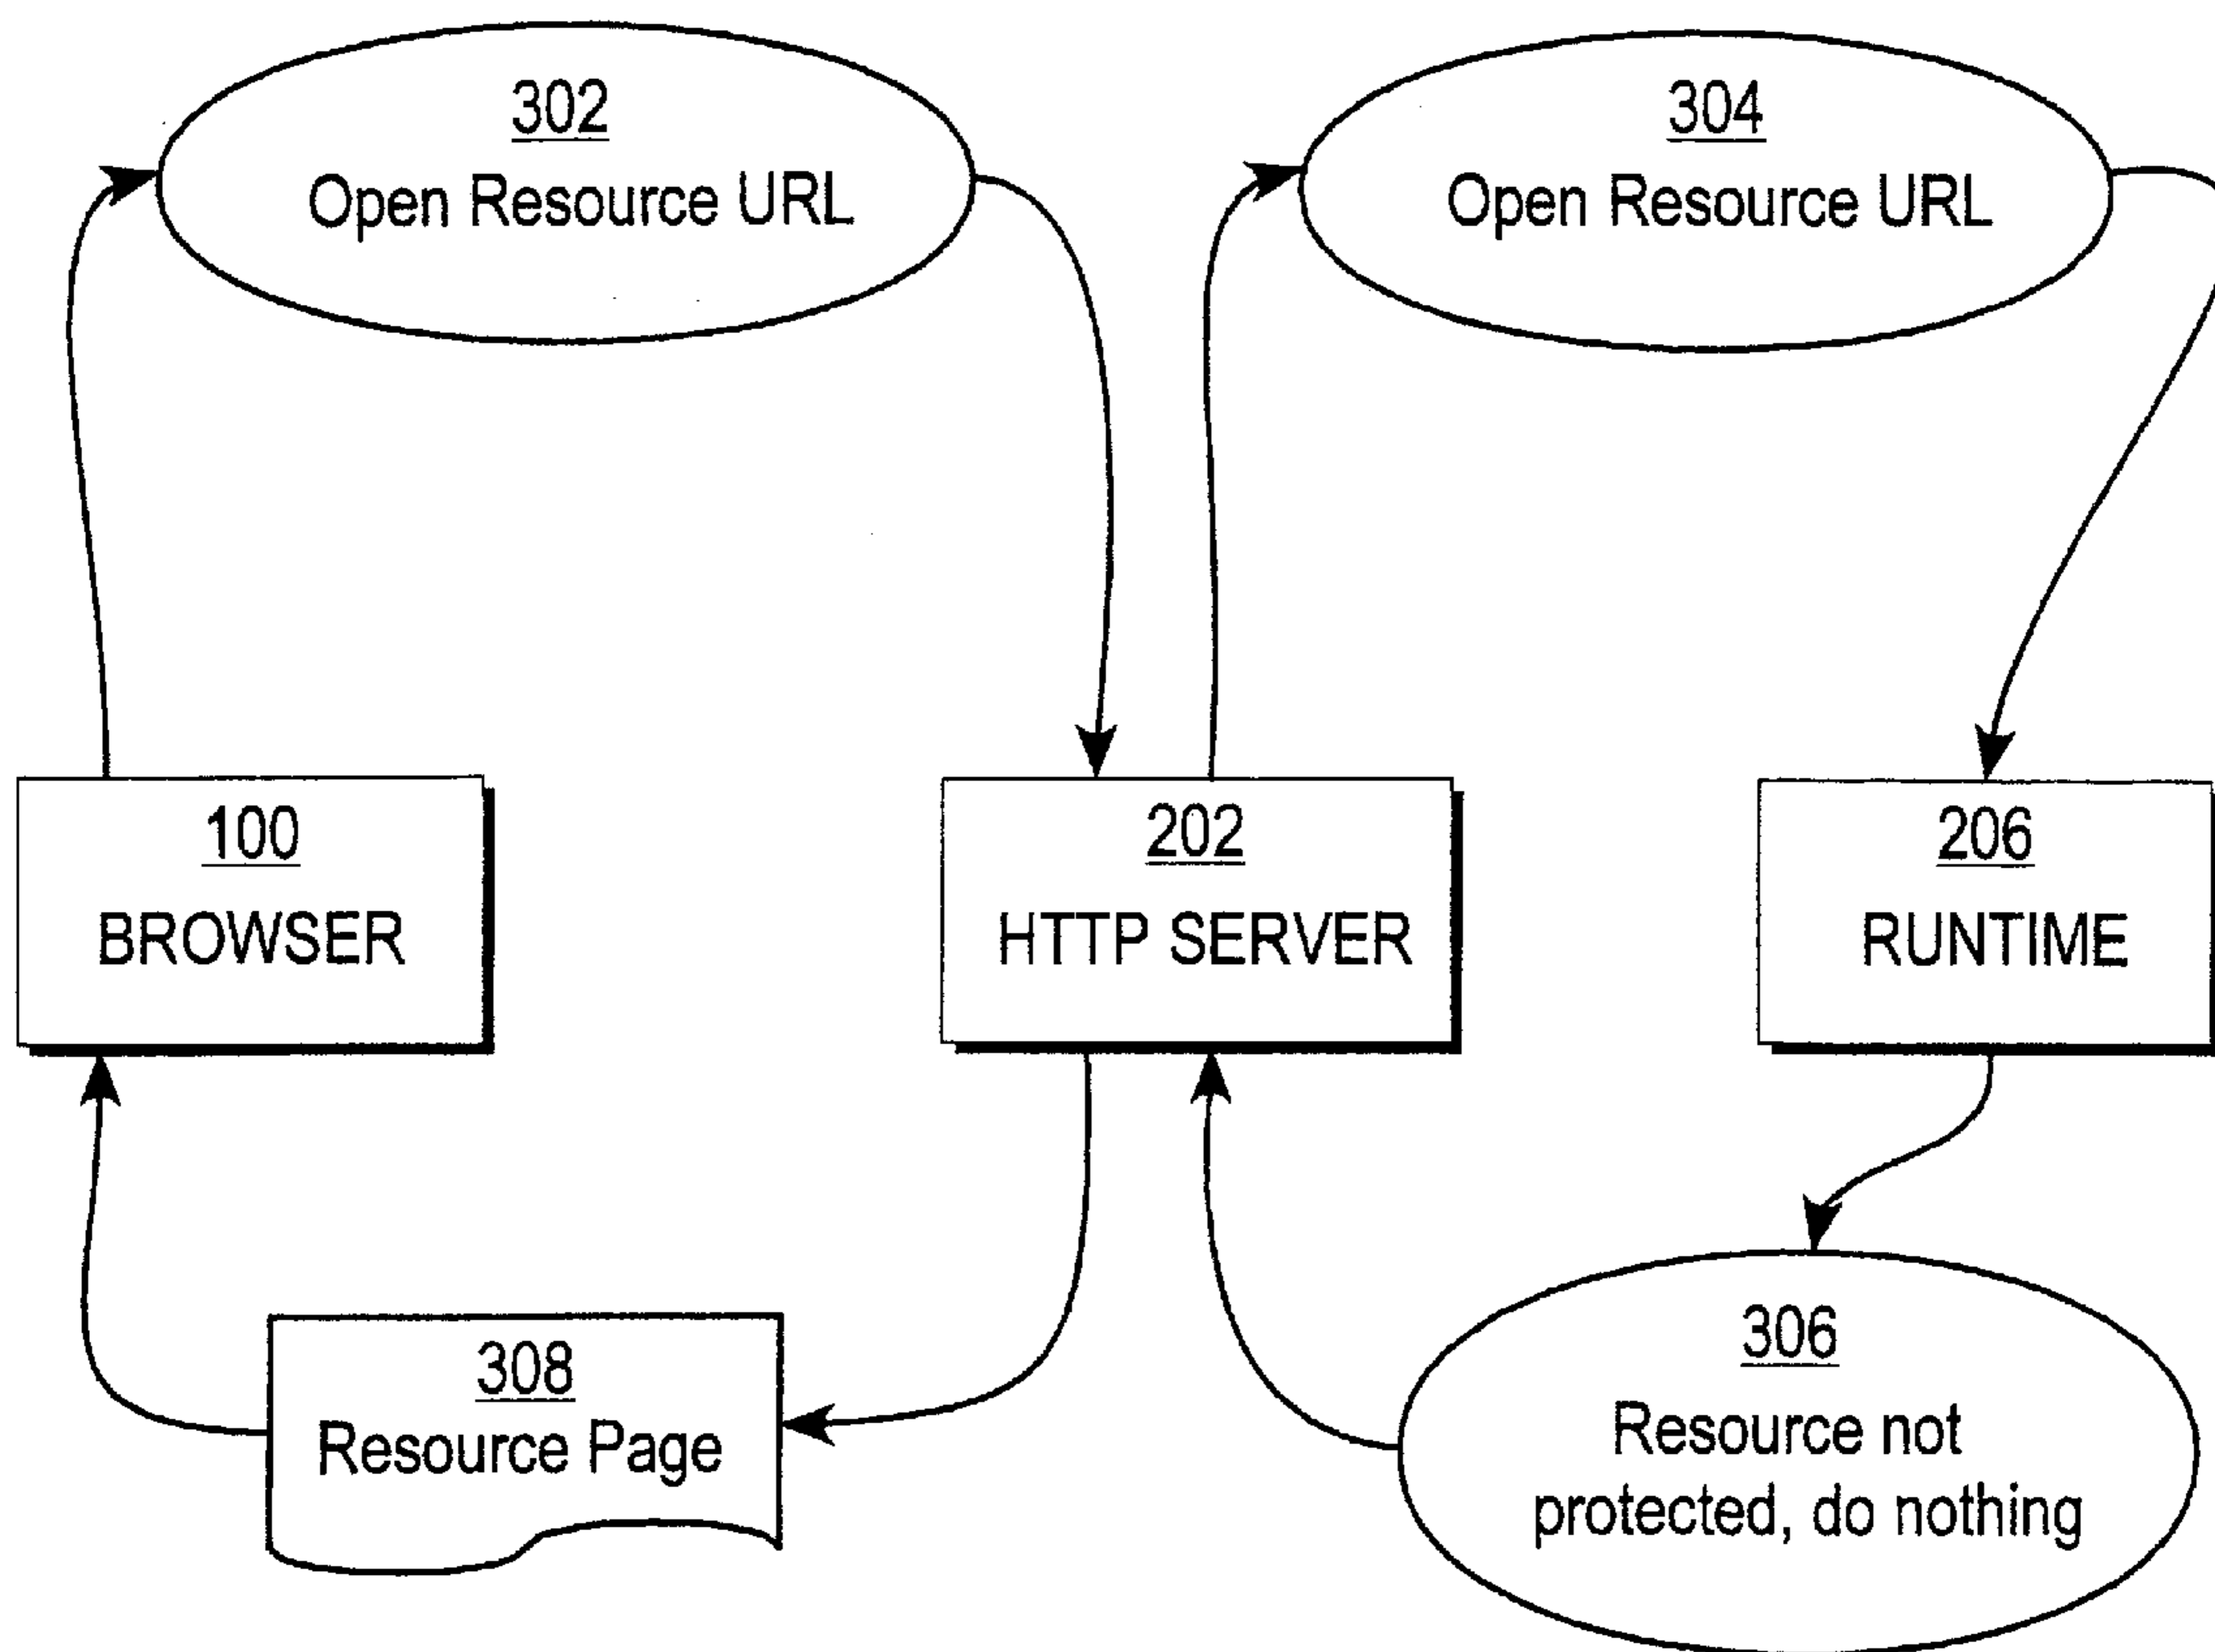 302
Open Resource URL
304
Open Resource URL
100
BROWSER
202
HTTP SERVER
206
RUNTIME
308
Resource Page
306
Resource not
protected, do nothing